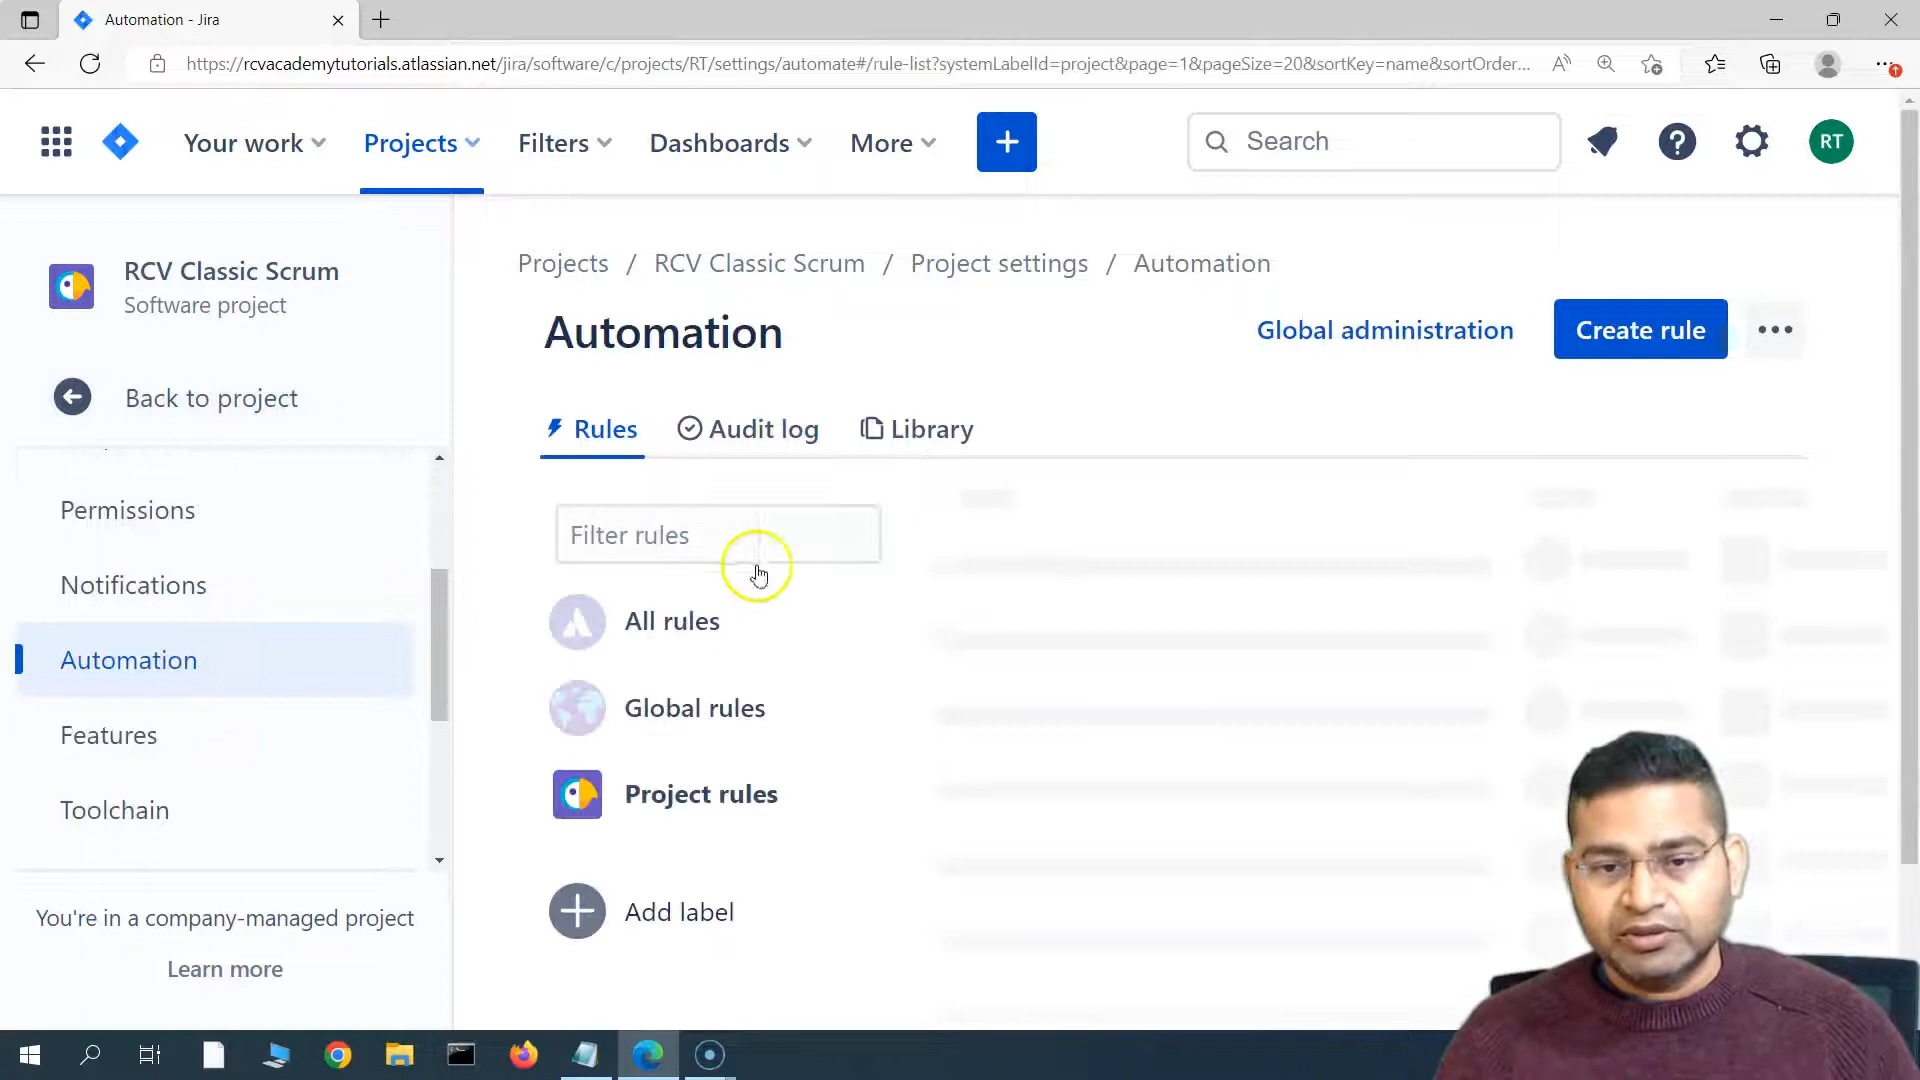 Automation - Jira
https://rcvacademytutorials.atlassian.net/jira/software/c/projects/RT/settings/automate#/rule-list?systemLabelId=project&page=1&pageSize=20&sortKey=name&sortOrder...
Your work
Projects
Filters
Dashboards
More
Search
RT
RCV Classic Scrum
Software project
Back to project
Permissions
Notifications
Automation
Features
Toolchain
You're in a company-managed project
Learn more
Projects / RCV Classic Scrum / Project settings / Automation
Automation
Global administration
Create rule
Rules
Audit log
Library
Filter rules
All rules
Global rules
Project rules
Add label